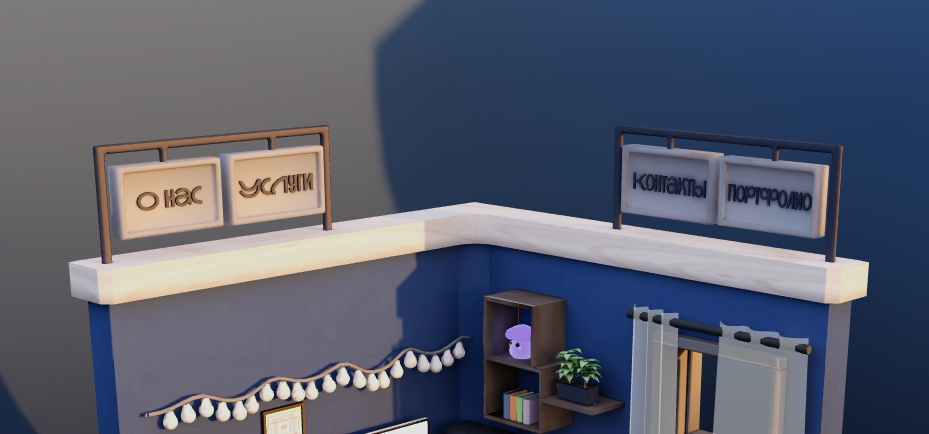 О нас
Услуги
Контакты
Портфолио